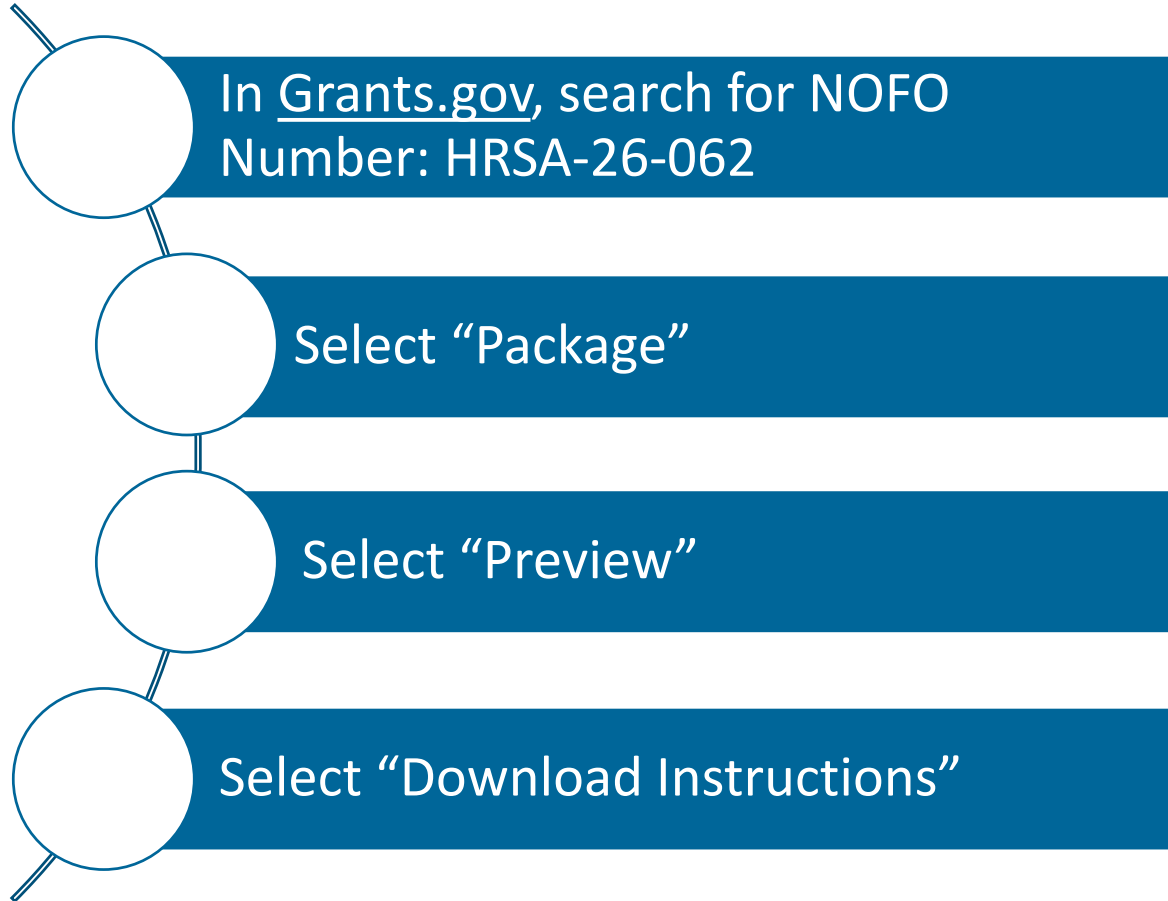 In Grants.gov, search for NOFO
Number: HRSA-26-062
Select “Package”
Select “Preview”
Select “Download Instructions”